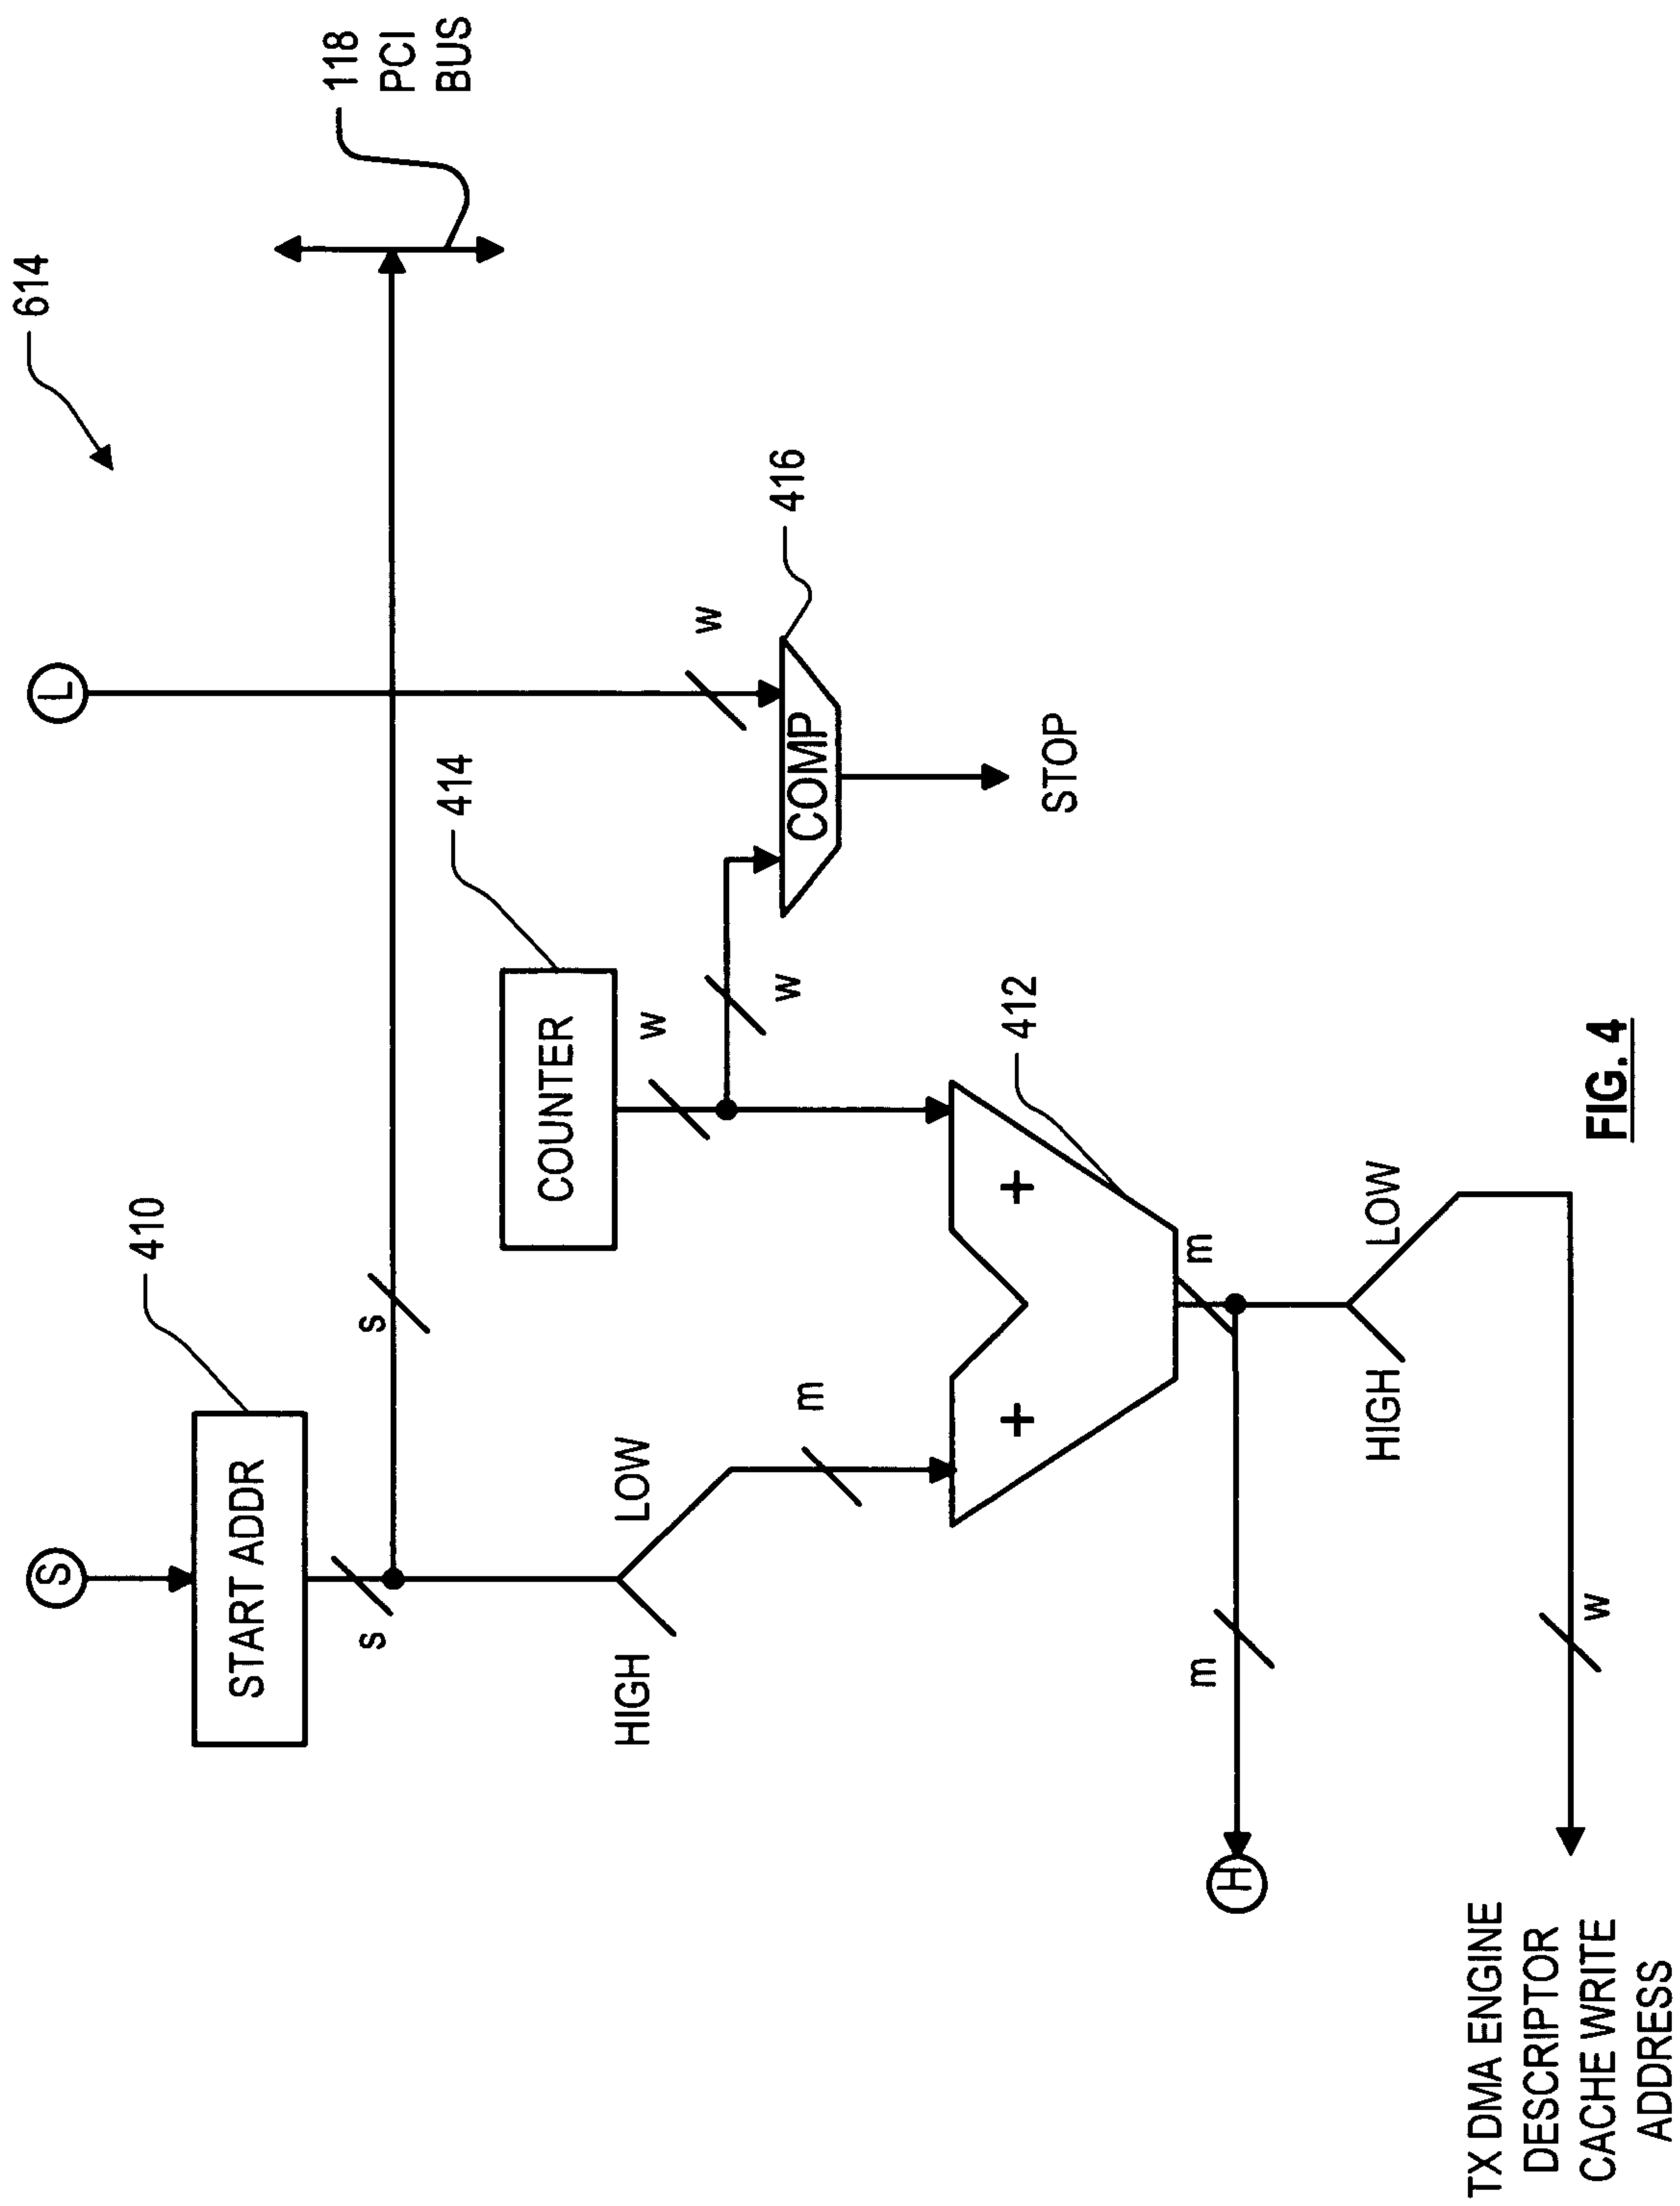 614
S
L
118
PCI
BUS
410
START ADDR
s
s
414
COUNTER
HIGH
LOW
w
w
416
w
COMP
m
+
+
412
STOP
m
m
H
HIGH
LOW
TX DMA ENGINE
DESCRIPTOR
CACHE WRITE
ADDRESS
w
FIG. 4